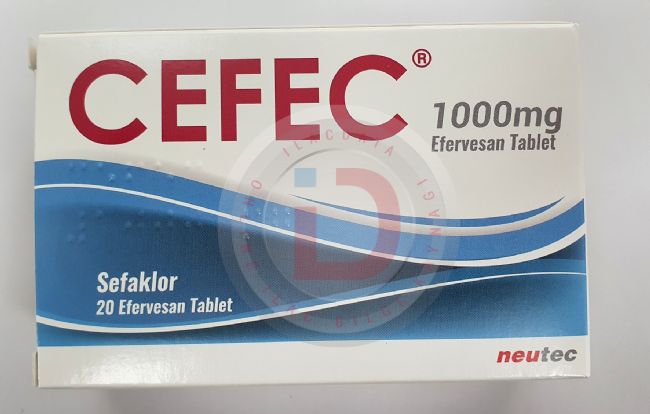 CEFEC®
1000mg
Efervesan Tablet
Sefaklor
20 Efervesan Tablet
neutec